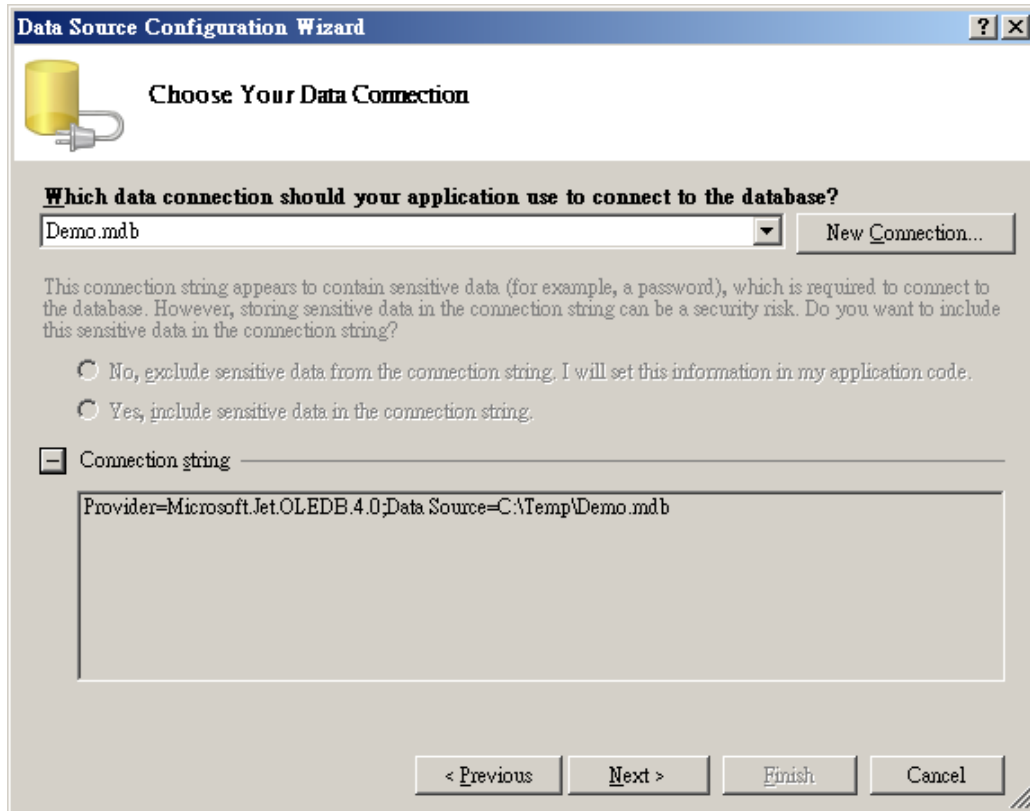 Data Source Configuration Wizard
Choose Your Data Connection
Which data connection should your application use to connect to the database?
Demo.mdb
New Connection...
This connection string appears to contain sensitive data (for example, a password), which is required to connect to
the database. However, storing sensitive data in the connection string can be a security risk. Do you want to include
this sensitive data in the connection string?
No, exclude sensitive data from the connection string. I will set this information in my application code.
Yes, include sensitive data in the connection string.
Connection string
Provider=Microsoft.Jet.OLEDB.4.0;Data Source=C:\Temp\Demo.mdb
< Previous
Next >
Finish
Cancel